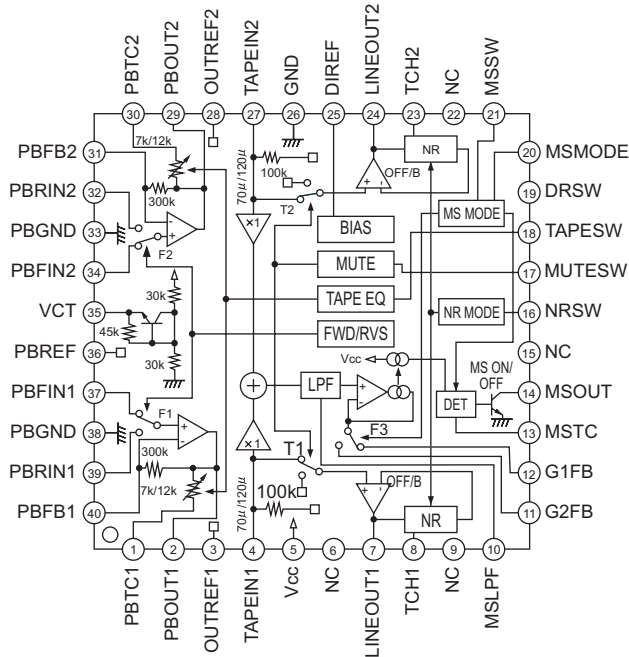 PBTC2
PBOUT2
OUTREF2
TAPEIN2
GND
DIREF
LINEOUT2
TCH2
NC
MSSW
30
29
28
27
26
25
24
23
22
21
PBFB2
31
PBRIN2
32
PBGND
33
PBFIN2
34
VCT
35
PBREF
36
PBFIN1
37
PBGND
38
PBRIN1
39
PBFB1
40
7k/12k
300k
-
+
F2
30k
45k
30k
F1
+
-
300k
7k/12k
70μ/120μ
100k
×1
T2
+ -
OFF/B
NR
BIAS
MUTE
TAPE EQ
FWD/RVS
MS MODE
NR MODE
Vcc
LPF
+
-
F3
DET
MS ON/
OFF
×1
T1
70μ/120μ
100k
+ -
OFF/B
NR
20
MSMODE
19
DRSW
18
TAPESW
17
MUTESW
16
NRSW
15
NC
14
MSOUT
13
MSTC
12
G1FB
11
G2FB
1
2
3
4
5
6
7
8
9
10
PBTC1
PBOUT1
OUTREF1
TAPEIN1
Vcc
NC
LINEOUT1
TCH1
NC
MSLPF